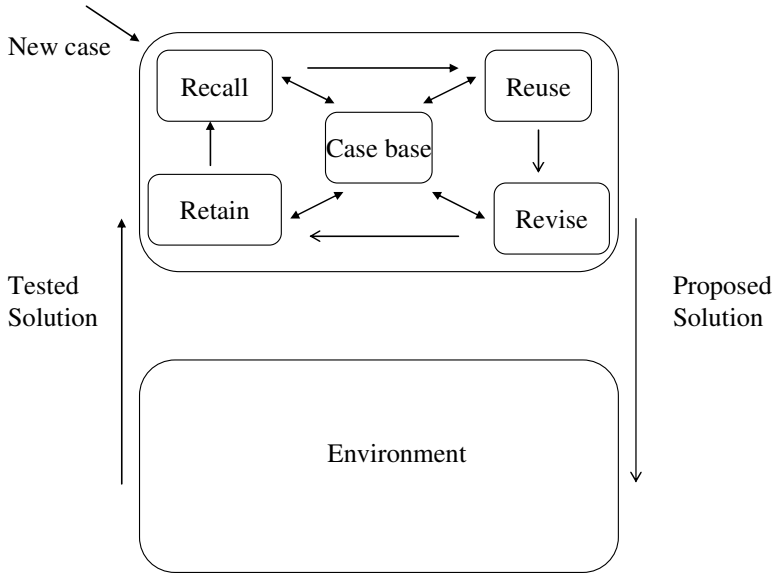 New case
Recall
Reuse
Case base
Retain
Revise
Tested
Solution
Proposed
Solution
Environment